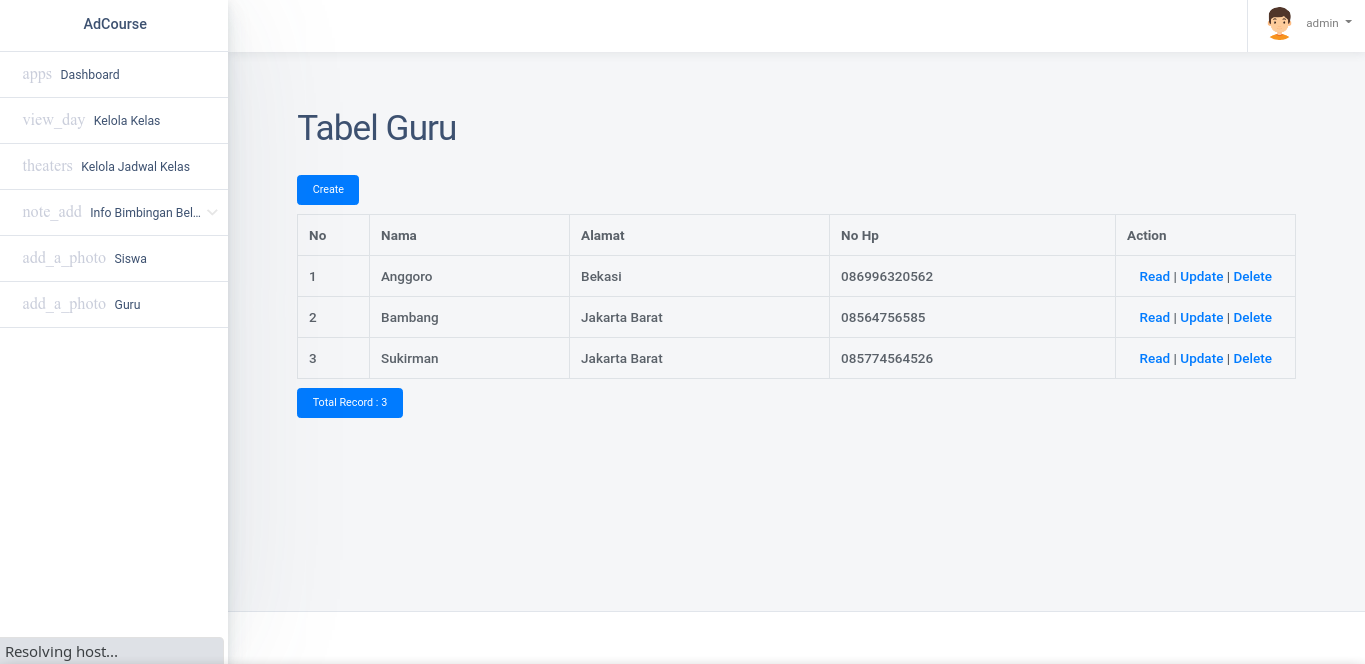 AdCourse
admin
apps Dashboard
view_day Kelola Kelas
theaters Kelola Jadwal Kelas
note_add Info Bimbingan Bel...
add_a_photo Siswa
add_a_photo Guru
Tabel Guru
Create
No Nama Alamat No Hp Action
1 Anggoro Bekasi 086996320562 Read | Update | Delete
2 Bambang Jakarta Barat 08564756585 Read | Update | Delete
3 Sukirman Jakarta Barat 085774564526 Read | Update | Delete
Total Record : 3
Resolving host...